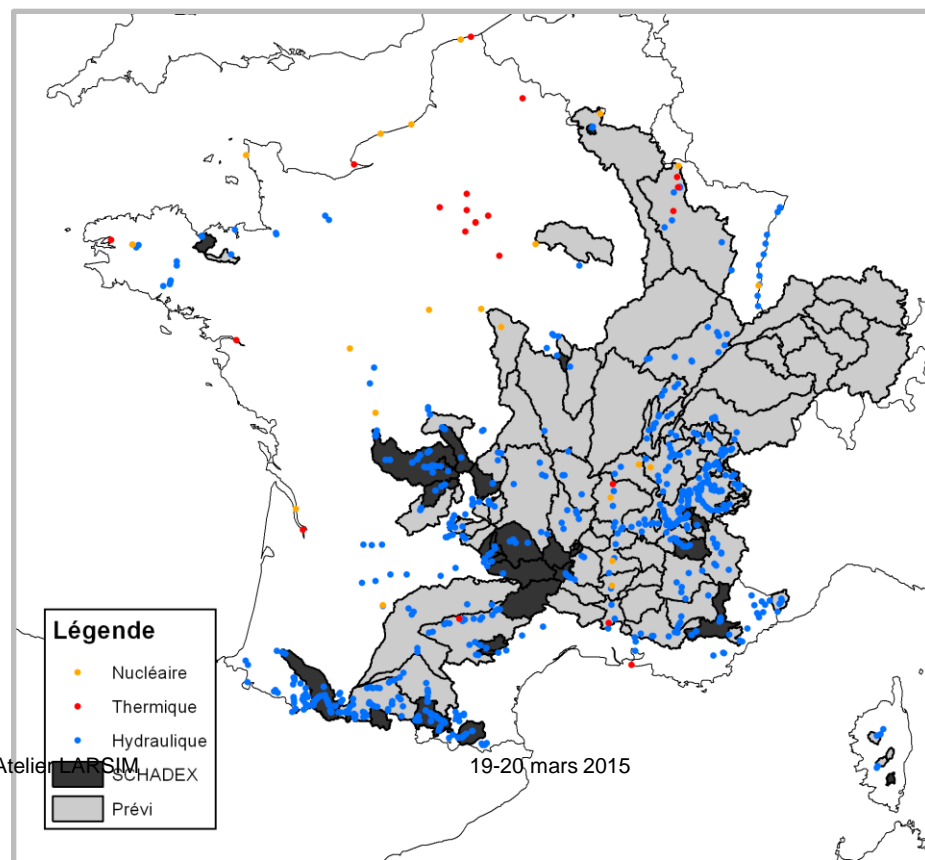 Légende
Nucléaire
Thermique
Hydraulique
SCHADEX
Prévi
Atelier LARSIM
19-20 mars 2015